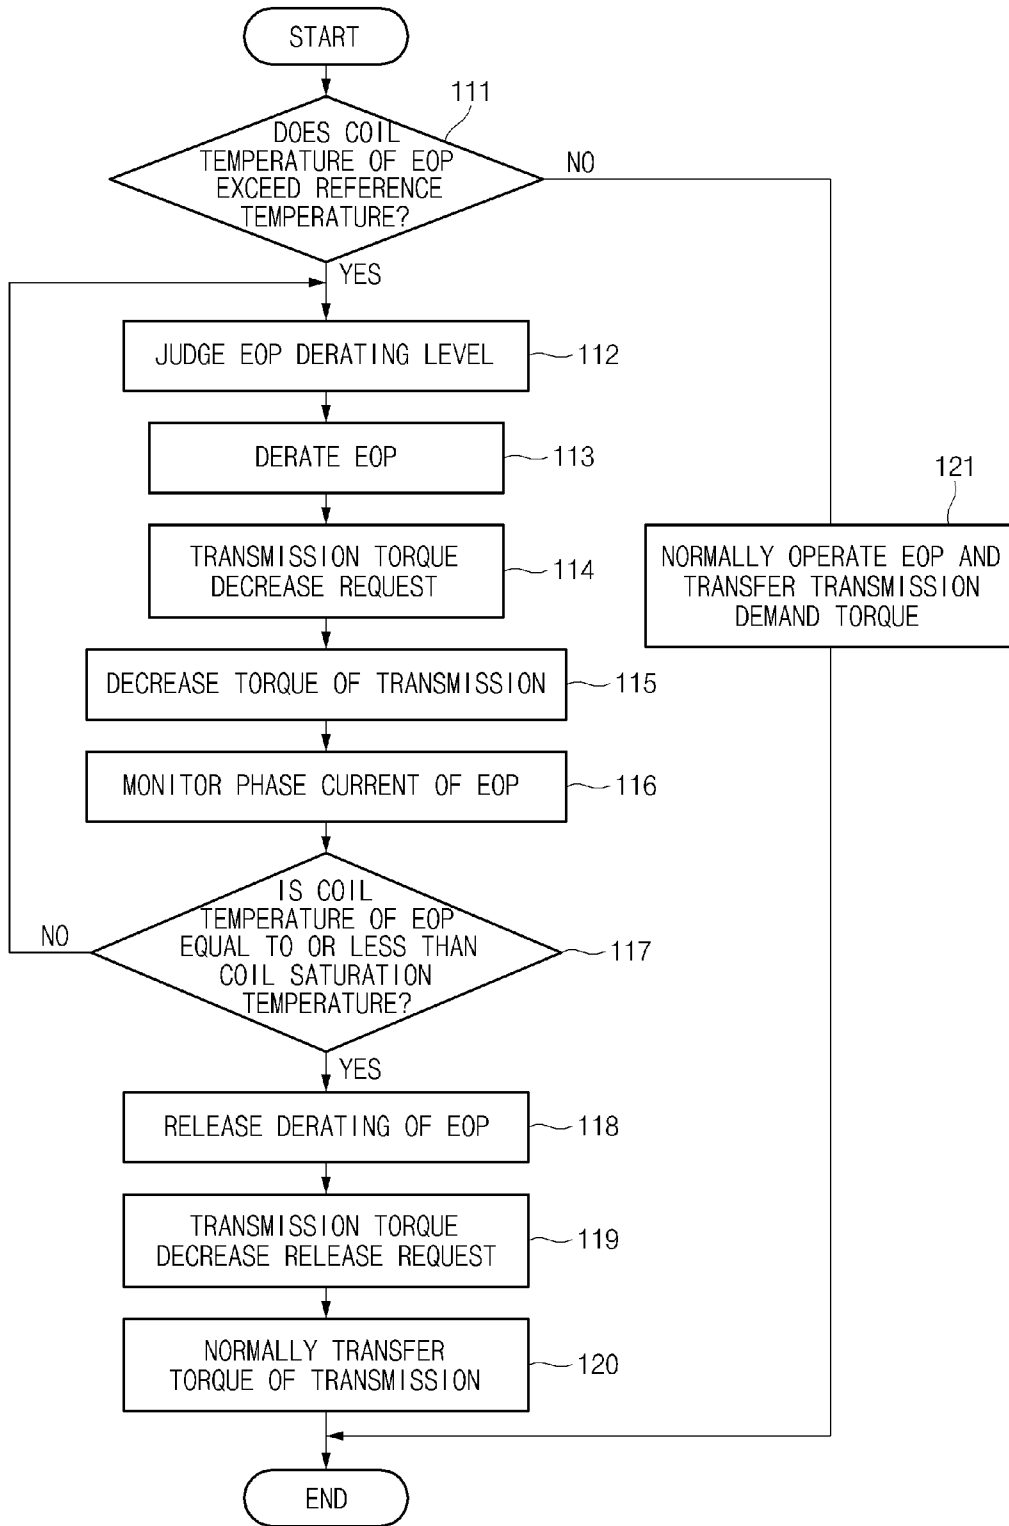 START
111
DOES COIL
TEMPERATURE OF EOP
EXCEED REFERENCE
TEMPERATURE?
NO
YES
JUDGE EOP DERATING LEVEL
112
DERATE EOP
113
TRANSMISSION TORQUE
DECREASE REQUEST
114
121
NORMALLY OPERATE EOP AND
TRANSFER TRANSMISSION
DEMAND TORQUE
DECREASE TORQUE OF TRANSMISSION
115
MONITOR PHASE CURRENT OF EOP
116
IS COIL
TEMPERATURE OF EOP
EQUAL TO OR LESS THAN
COIL SATURATION
TEMPERATURE?
NO
117
YES
RELEASE DERATING OF EOP
118
TRANSMISSION TORQUE
DECREASE RELEASE REQUEST
119
NORMALLY TRANSFER
TORQUE OF TRANSMISSION
120
END